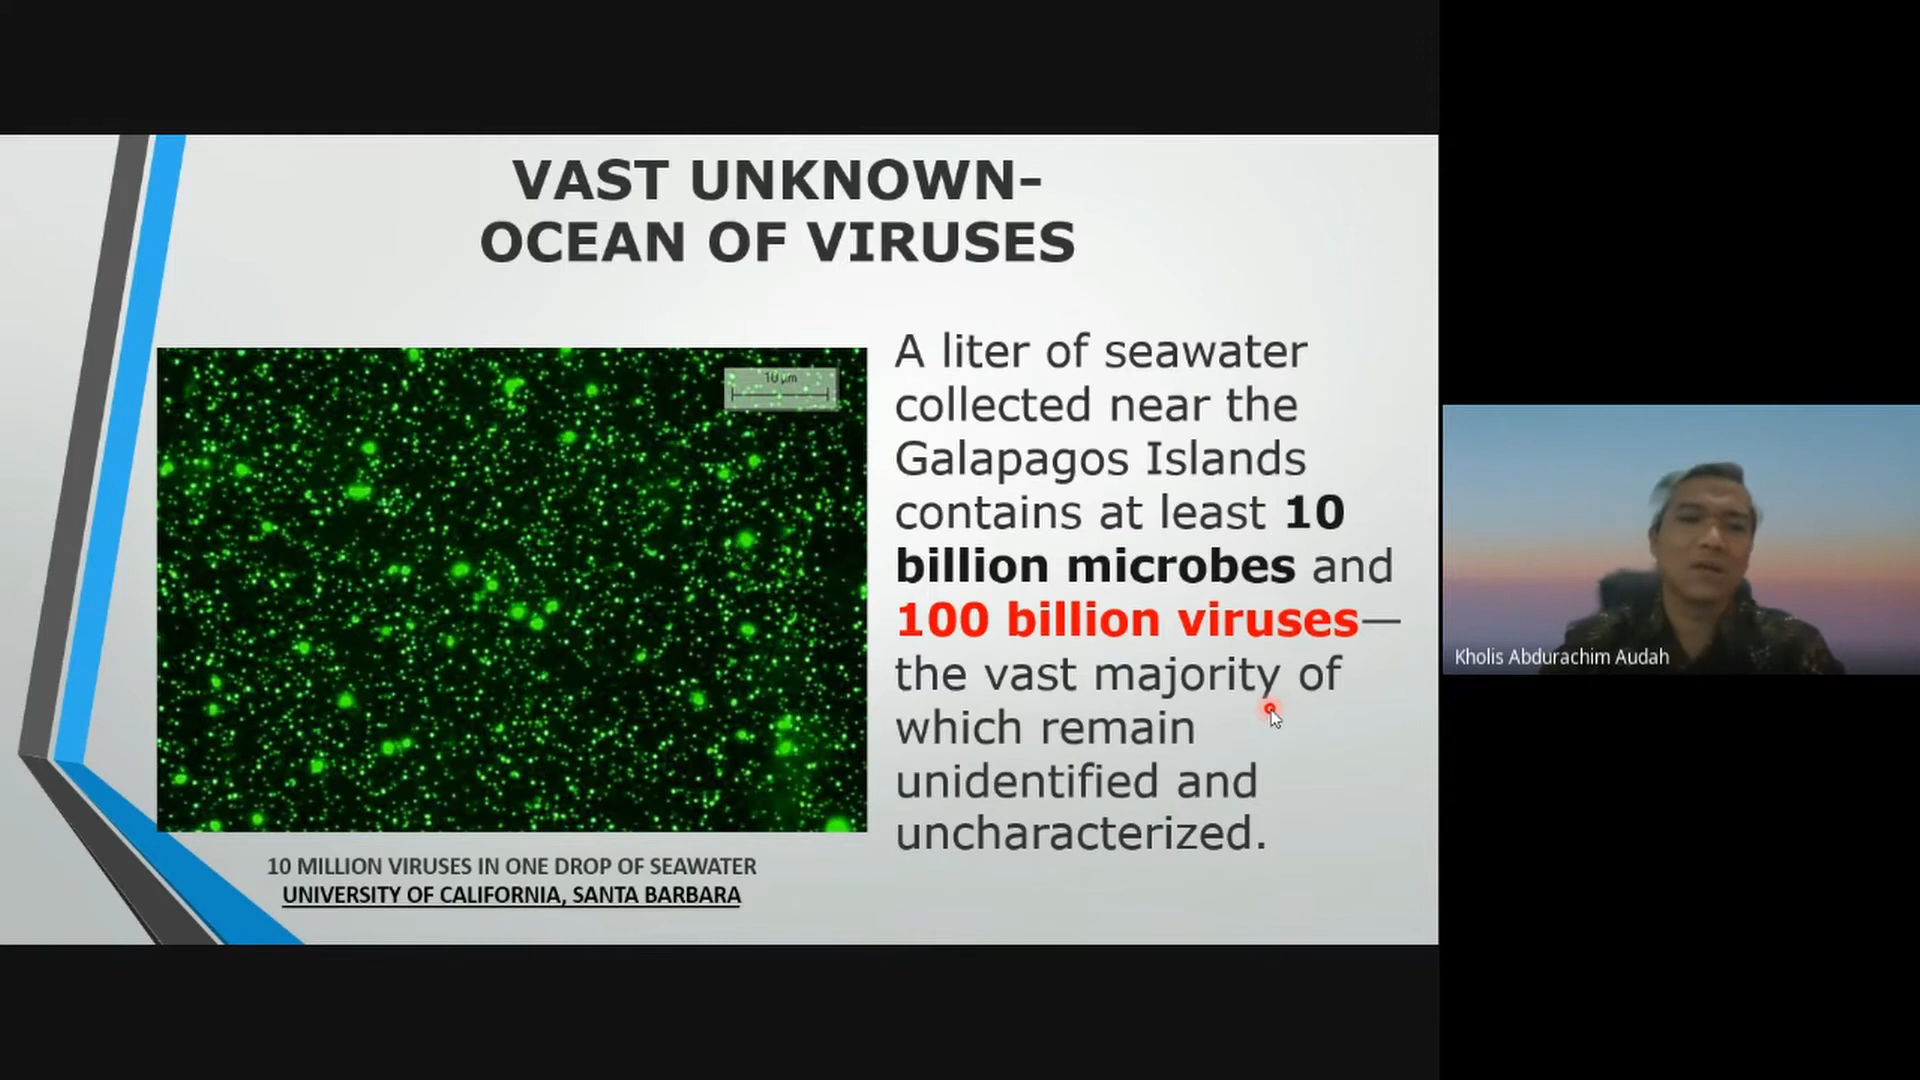 VAST UNKNOWN-
OCEAN OF VIRUSES
10 µm
A liter of seawater
collected near the
Galapagos Islands
contains at least 10
billion microbes and
100 billion viruses—
the vast majority of
which remain
unidentified and
uncharacterized.
10 MILLION VIRUSES IN ONE DROP OF SEAWATER
UNIVERSITY OF CALIFORNIA, SANTA BARBARA
Kholis Abdurachim Audah